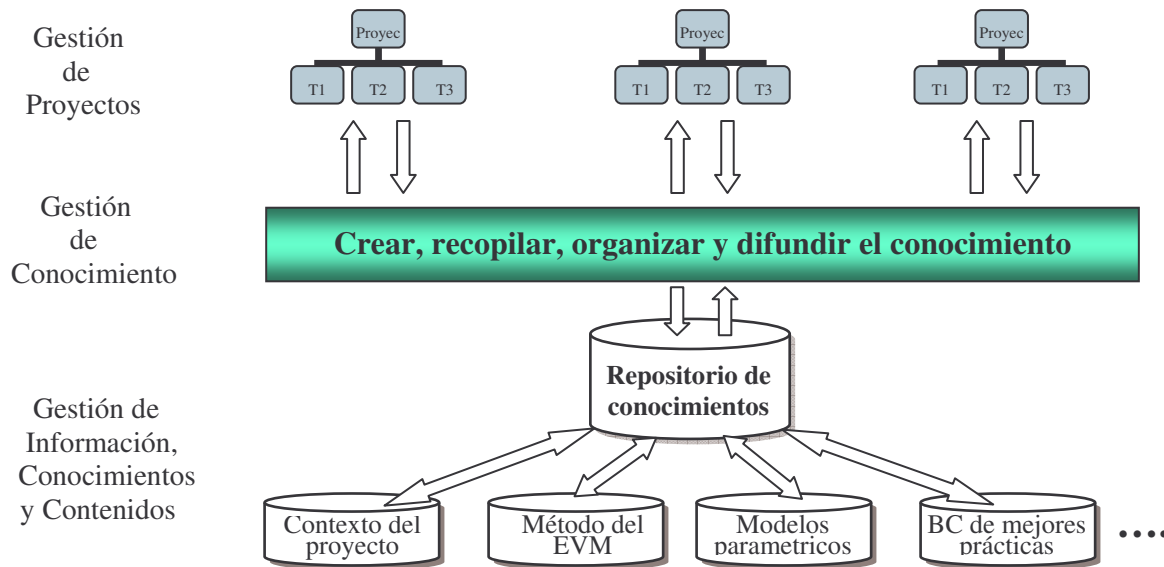 Gestión
de
Proyectos
Proyec
T1
T2
T3
Proyec
T1
T2
T3
Proyec
T1
T2
T3
Gestión
de
Conocimiento
Crear, recopilar, organizar y difundir el conocimiento
Gestión de
Información,
Conocimientos
y Contenidos
Repositorio de
conocimientos
Contexto del
proyecto
Método del
EVM
Modelos
parametricos
BC de mejores
prácticas
....